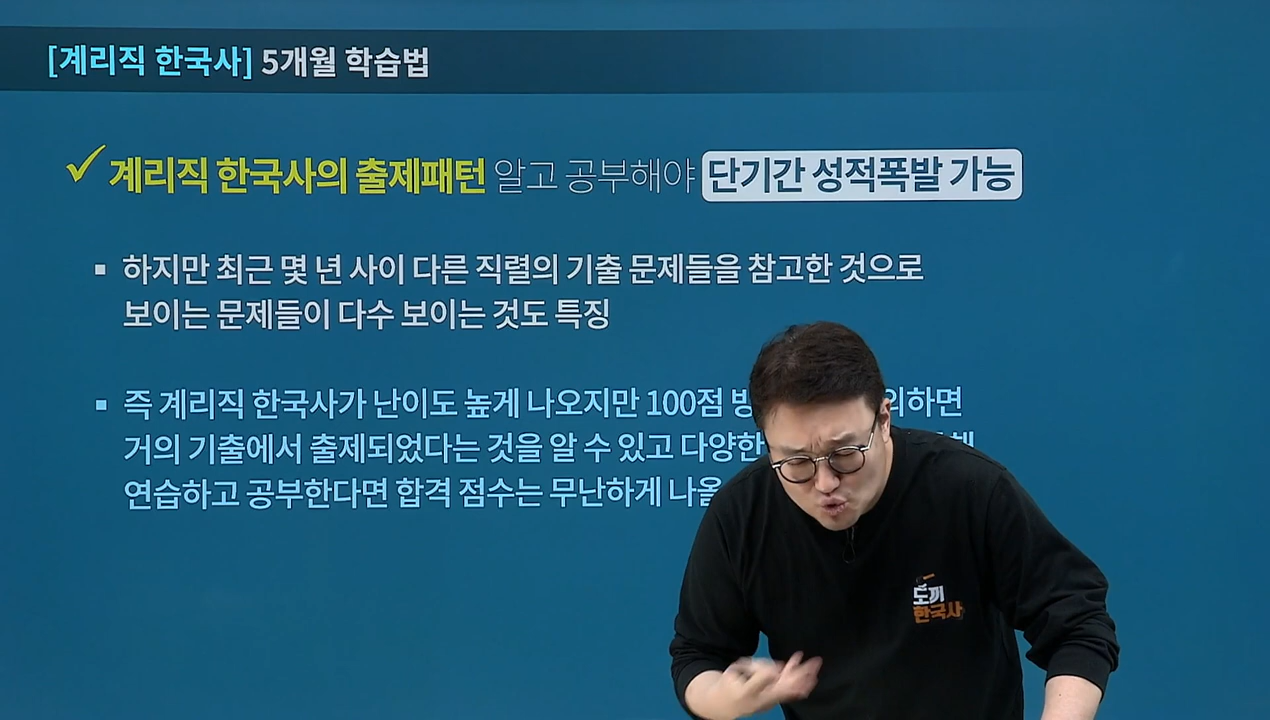 [계리직 한국사] 5개월 학습법
계리직 한국사의 출제패턴 알고 공부해야 단기간 성적폭발 가능
하지만 최근 몇 년 사이 다른 직렬의 기출 문제들을 참고한 것으로
보이는 문제들이 다수 보이는 것도 특징
즉 계리직 한국사가 난이도 높게 나오지만 100점
거의 기출에서 출제되었다는 것을 알 수 있고 다양한
연습하고 공부한다면 합격 점수는 무난하게
도끼
한국사